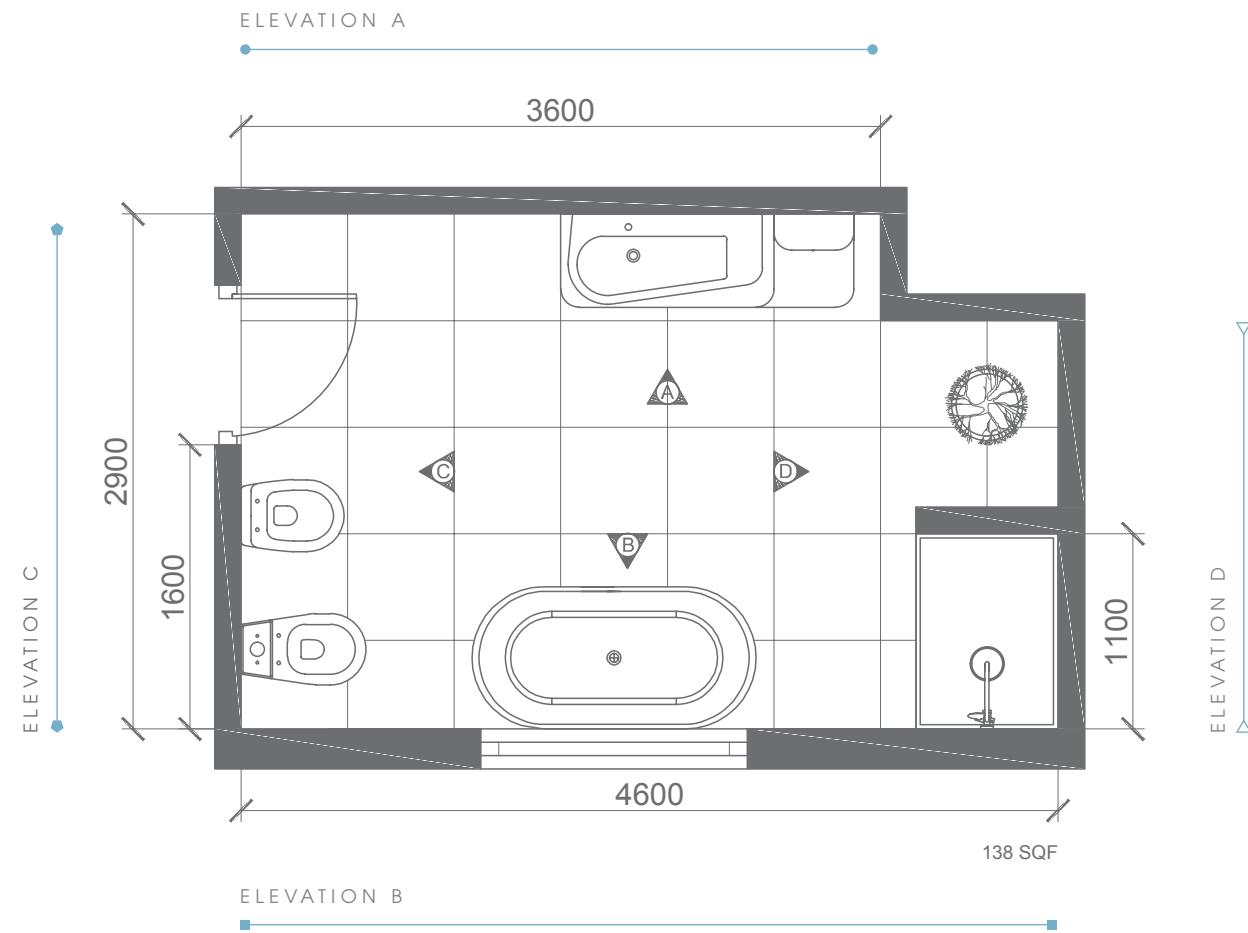 ELEVATION A
3600
A
C
D
B
2900
1600
1100
ELEVATION C
ELEVATION D
4600
138 SQF
ELEVATION B